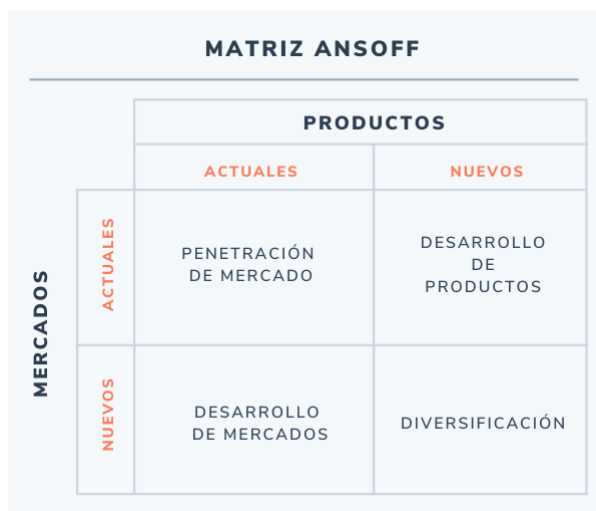 MATRIZ ANSOFF
PRODUCTOS
ACTUALES
NUEVOS
MERCADOS
ACTUALES
PENETRACIÓN
DE MERCADO
DESARROLLO
DE
PRODUCTOS
NUEVOS
DESARROLLO
DE MERCADOS
DIVERSIFICACIÓN